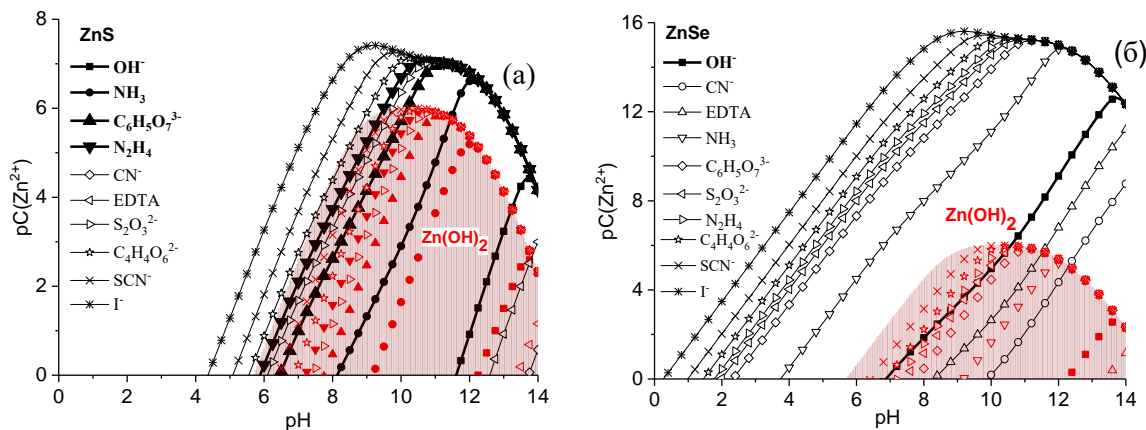 ZnS
(а)
OH⁻
NH₃
C₆H₅O₇³⁻
N₂H₄
CN⁻
EDTA
S₂O₃²⁻
C₄H₄O₆²⁻
SCN⁻
I⁻
Zn(OH)₂
pC(Zn²⁺)
8
6
4
2
0
0 2 4 6 8 10 12 14
pH
ZnSe
(б)
OH⁻
CN⁻
EDTA
NH₃
C₆H₅O₇³⁻
S₂O₃²⁻
N₂H₄
C₄H₄O₆²⁻
SCN⁻
I⁻
Zn(OH)₂
pC(Zn²⁺)
16
12
8
4
0
0 2 4 6 8 10 12 14
pH